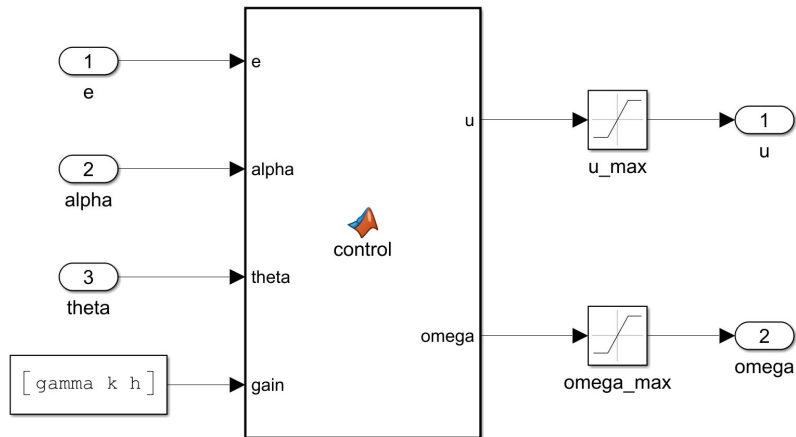 1
e
e
2
alpha
alpha
3
theta
theta
[gamma k h]
gain
control
u
u_max
1
u
omega
omega_max
2
omega